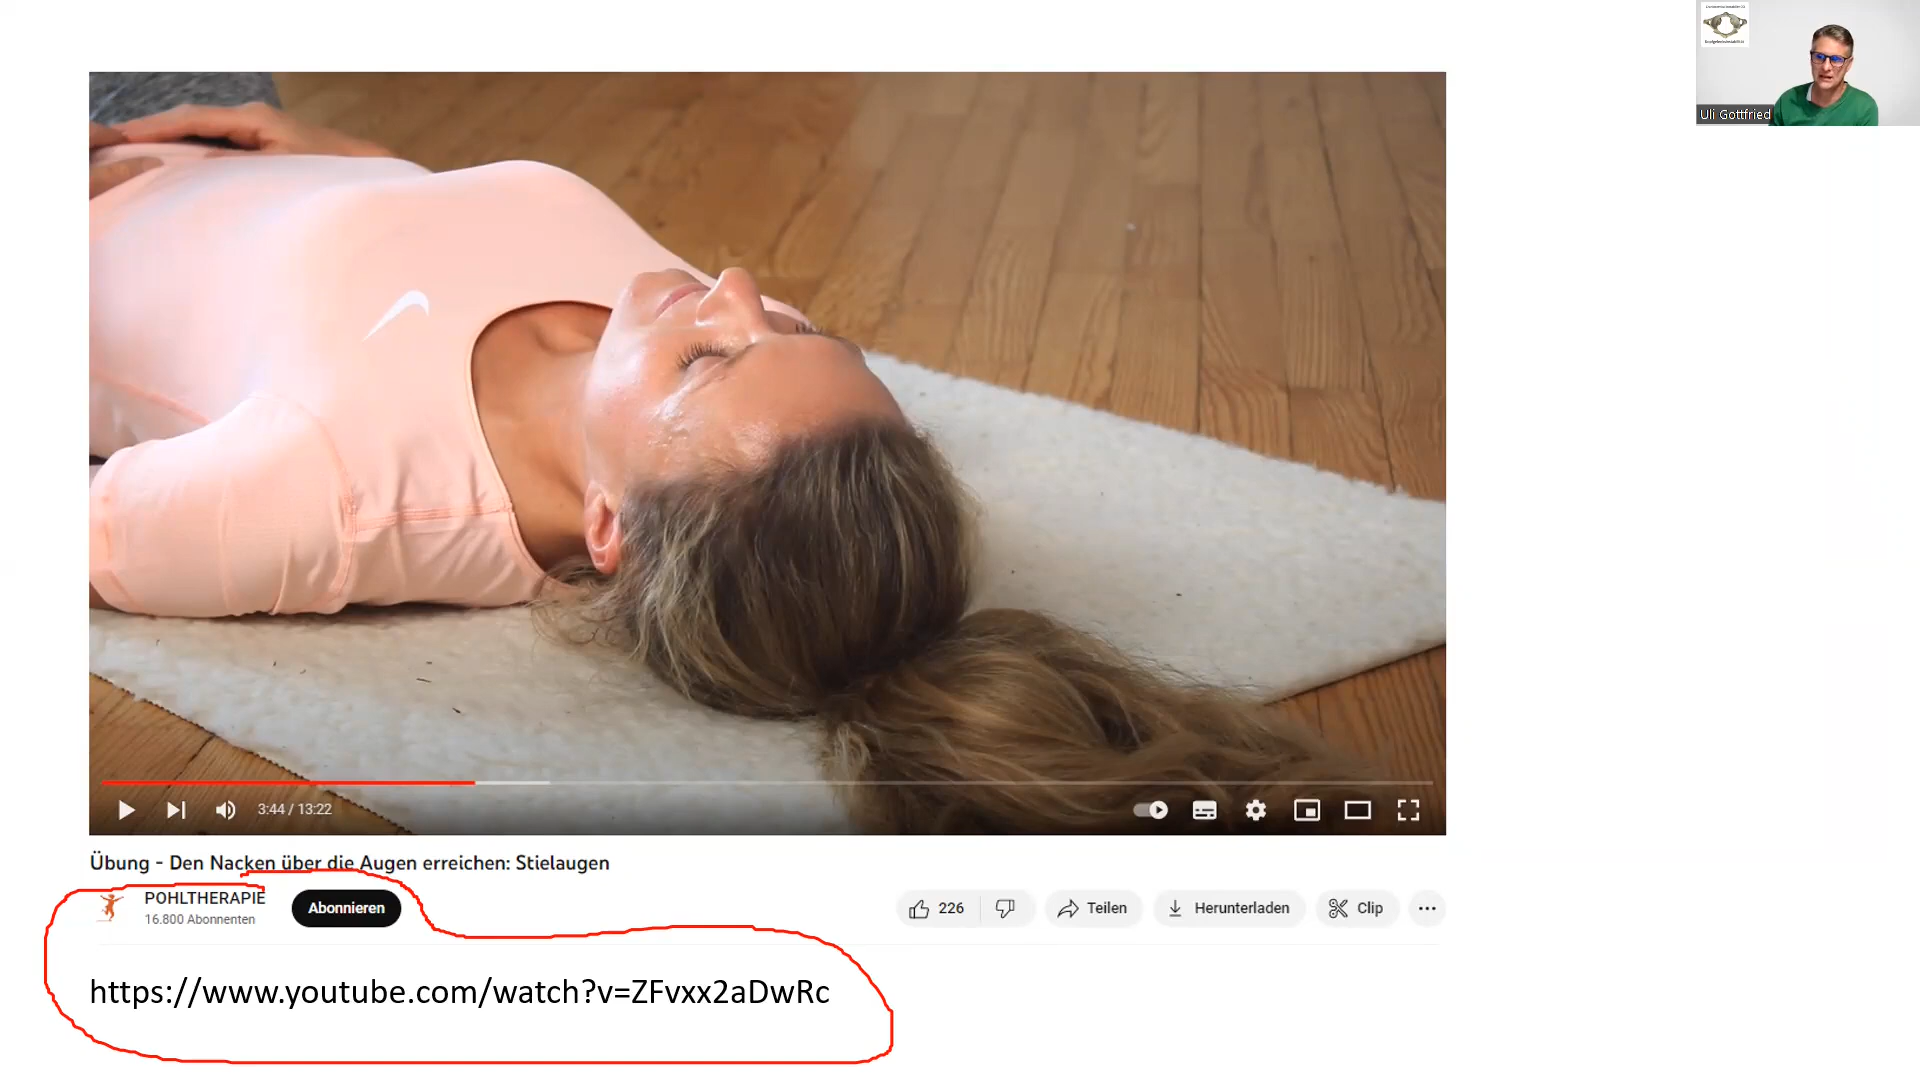 Uli Gottfried
3:44 / 13:22
Übung - Den Nacken über die Augen erreichen: Stielaugen
POHLTHERAPIE
16.800 Abonnenten
Abonnieren
226
Teilen
Herunterladen
Clip
https://www.youtube.com/watch?v=ZFvxx2aDwRc